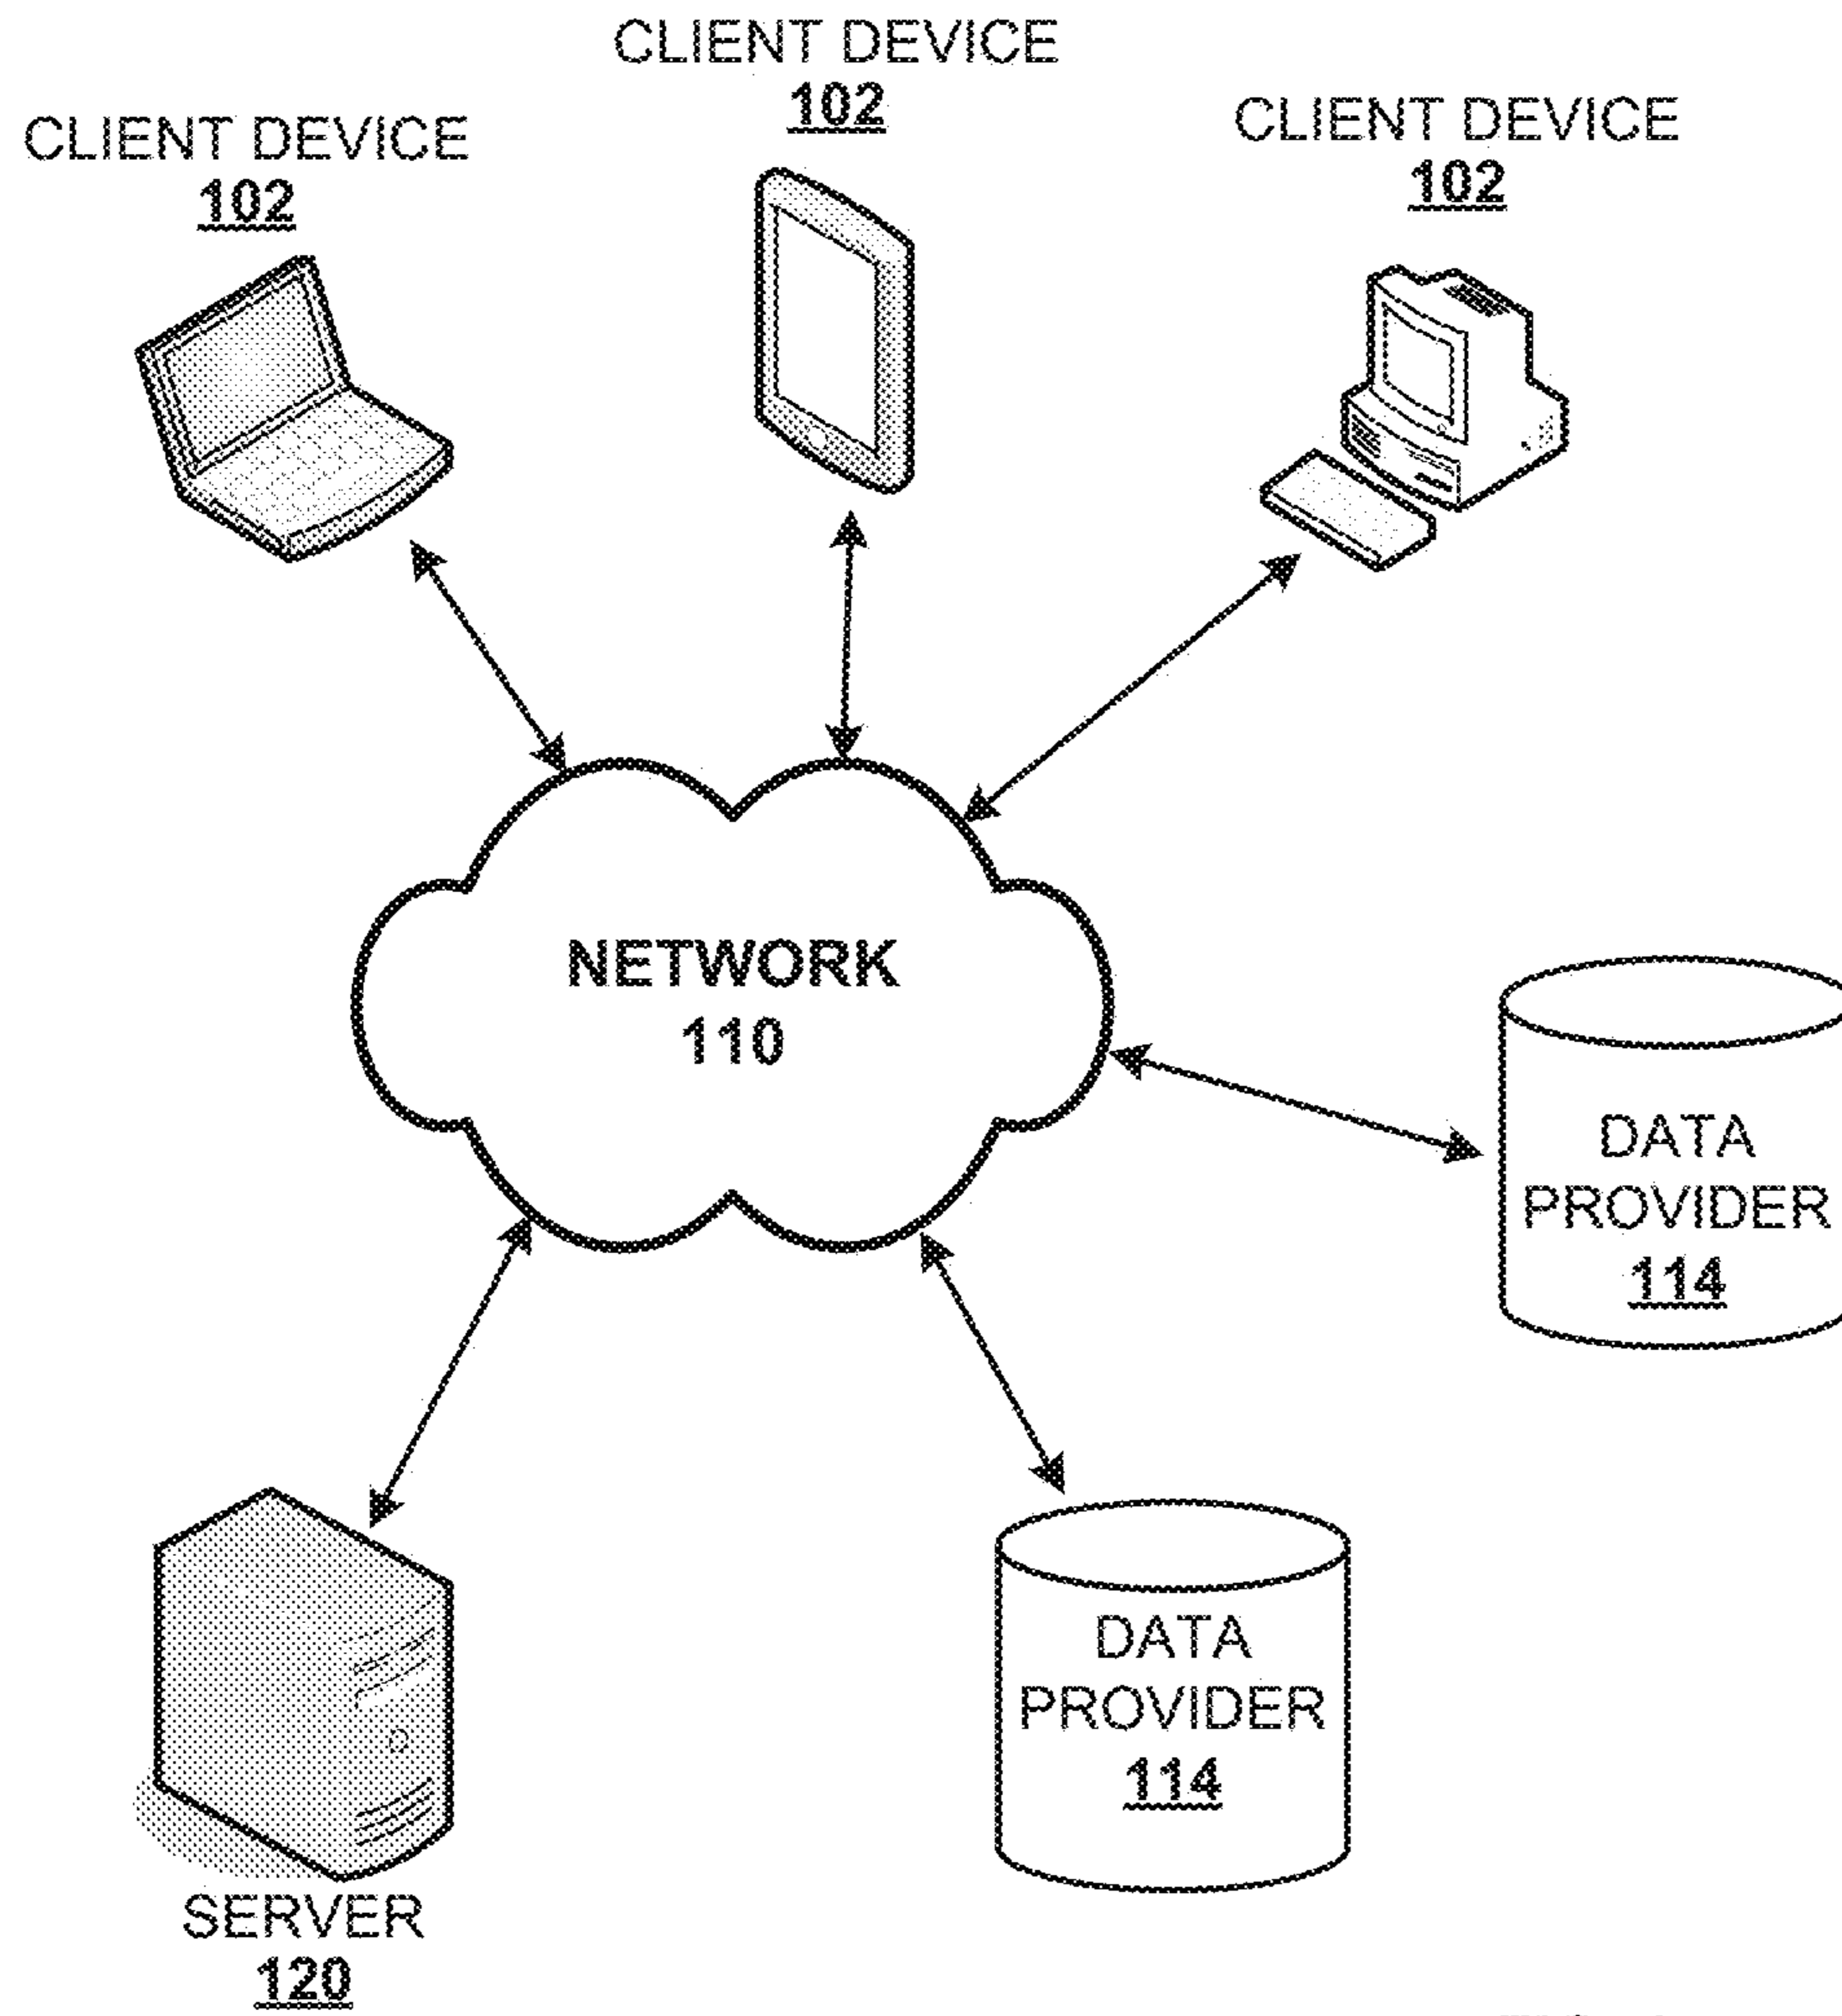 CLIENT DEVICE
102
CLIENT DEVICE
102
CLIENT DEVICE
102
NETWORK
110
DATA
PROVIDER
114
DATA
PROVIDER
114
SERVER
120